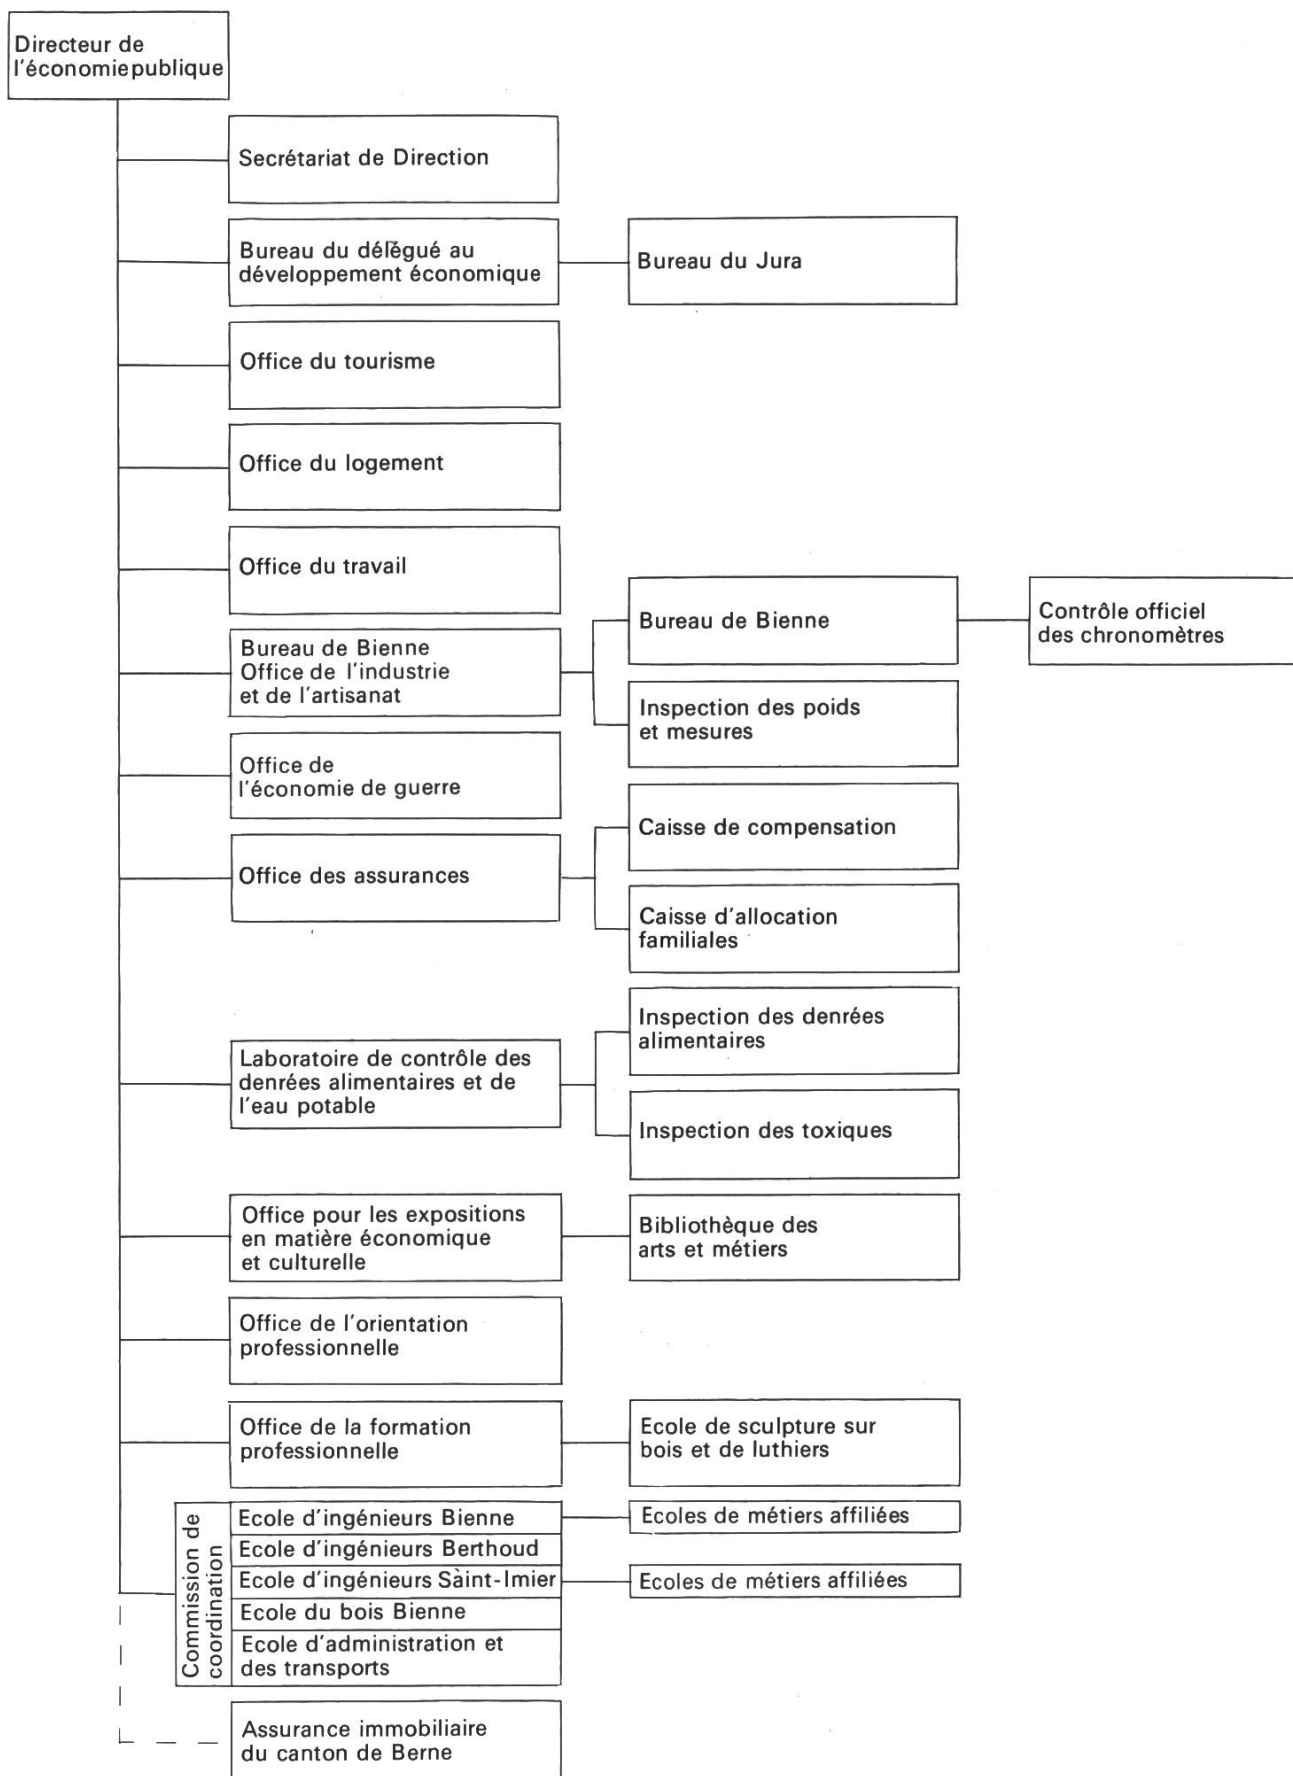 Directeur de
l'économie publique
Secrétariat de Direction
Bureau du délégué au
développement économique
Bureau du Jura
Office du tourisme
Office du logement
Office du travail
Bureau de Bienne
Office de l'industrie
et de l'artisanat
Bureau de Bienne
Contrôle officiel
des chronomètres
Inspection des poids
et mesures
Office de
l'économie de guerre
Office des assurances
Caisse de compensation
Caisse d'allocation
familiales
Laboratoire de contrôle des
denrées alimentaires et de
l'eau potable
Inspection des denrées
alimentaires
Inspection des toxiques
Office pour les expositions
en matière économique
et culturelle
Bibliothèque des
arts et métiers
Office de l'orientation
professionnelle
Office de la formation
professionnelle
Ecole de sculpture sur
bois et de luthiers
Commission de
coordination
Ecole d'ingénieurs Bienne
Ecoles de métiers affiliées
Ecole d'ingénieurs Berthoud
Ecole d'ingénieurs Saint-Imier
Ecoles de métiers affiliées
Ecole du bois Bienne
Ecole d'administration et
des transports
Assurance immobiliaire
du canton de Berne